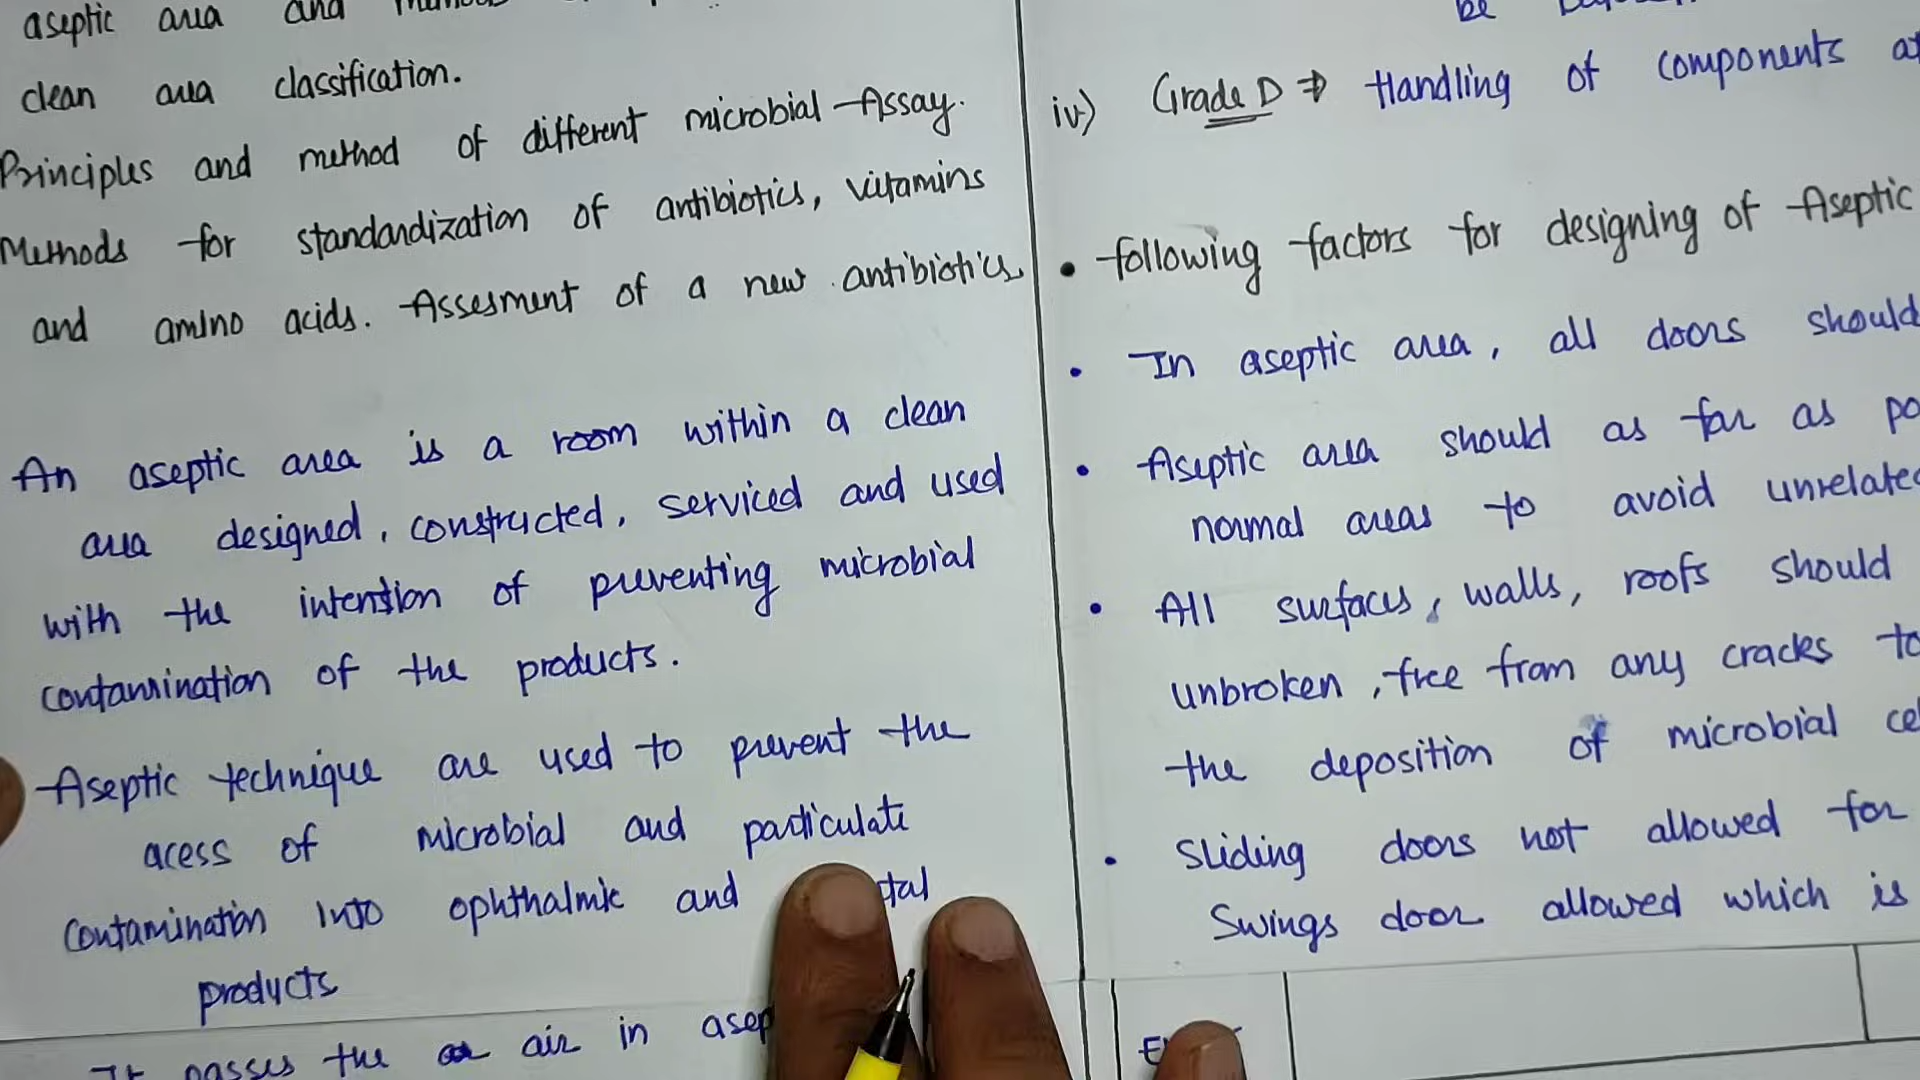 aseptic area and
clean area classification.
Principles and method of different microbial Assay.
Methods for standardization of antibiotics, vitamins
and amino acids. Assesment of a new antibiotics.
An aseptic area is a room within a clean
area designed, constructed, serviced and used
with the intention of preventing microbial
contamination of the products.
Aseptic technique are used to prevent the
acess of microbial and particulate
contamination into ophthalmic and
products
It passes the air in
be
iv) Grade D ⇒ Handling of components
• following factors for designing of Aseptic
• In aseptic area, all doors should
• Aseptic area should as far as
normal areas to avoid
• All surfaces, walls, roofs should
unbroken, free from any cracks to
the deposition of microbial
• Sliding doors not allowed for
Swings door allowed which is